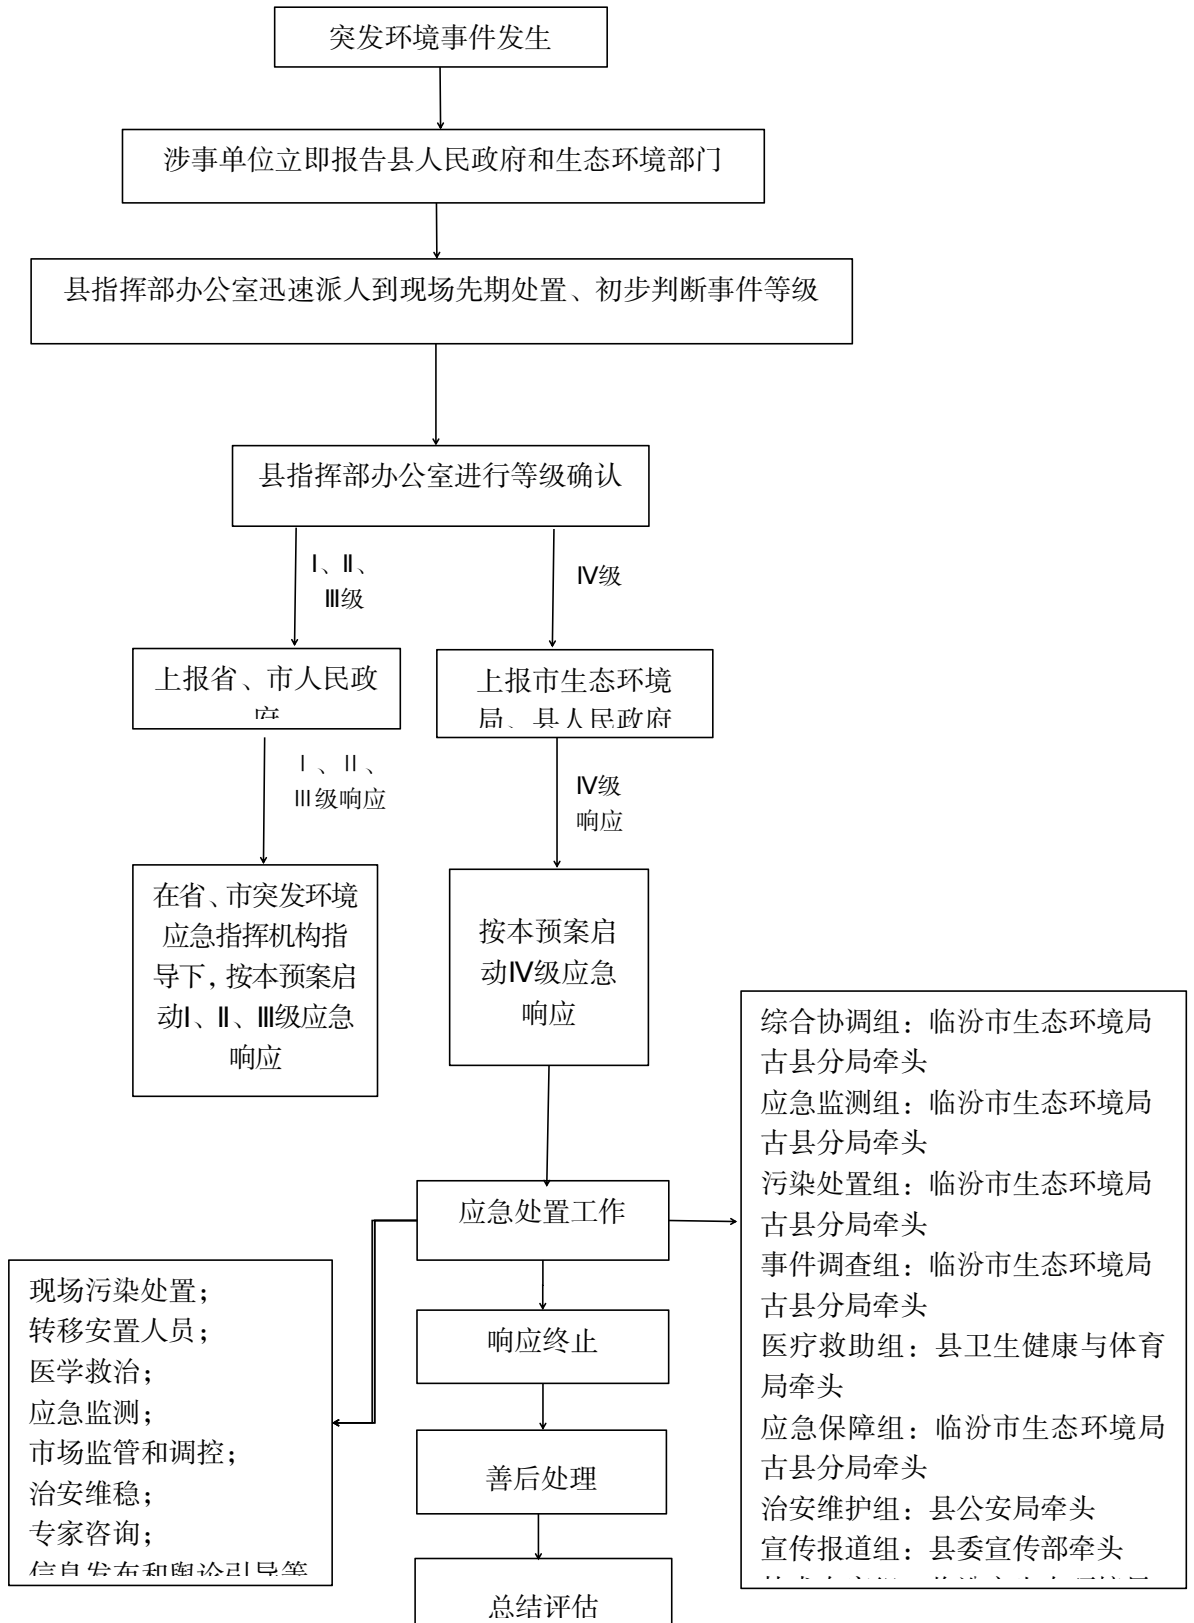 突发环境事件发生
涉事单位立即报告县人民政府和生态环境部门
县指挥部办公室迅速派人到现场先期处置、初步判断事件等级
县指挥部办公室进行等级确认
Ⅰ、Ⅱ、
Ⅲ级
Ⅳ级
上报省、市人民政
府
上报市生态环境
局、县人民政府
Ⅰ、Ⅱ、
Ⅲ级响应
Ⅳ级
响应
在省、市突发环境
应急指挥机构指
导下，按本预案启
动Ⅰ、Ⅱ、Ⅲ级应急
响应
按本预案启
动Ⅳ级应急
响应
应急处置工作
响应终止
善后处理
总结评估
现场污染处置；
转移安置人员；
医学救治；
应急监测；
市场监管和调控；
治安维稳；
专家咨询；
信息发布和舆论引导等
综合协调组：临汾市生态环境局
古县分局牵头
应急监测组：临汾市生态环境局
古县分局牵头
污染处置组：临汾市生态环境局
古县分局牵头
事件调查组：临汾市生态环境局
古县分局牵头
医疗救助组：县卫生健康与体育
局牵头
应急保障组：临汾市生态环境局
古县分局牵头
治安维护组：县公安局牵头
宣传报道组：县委宣传部牵头